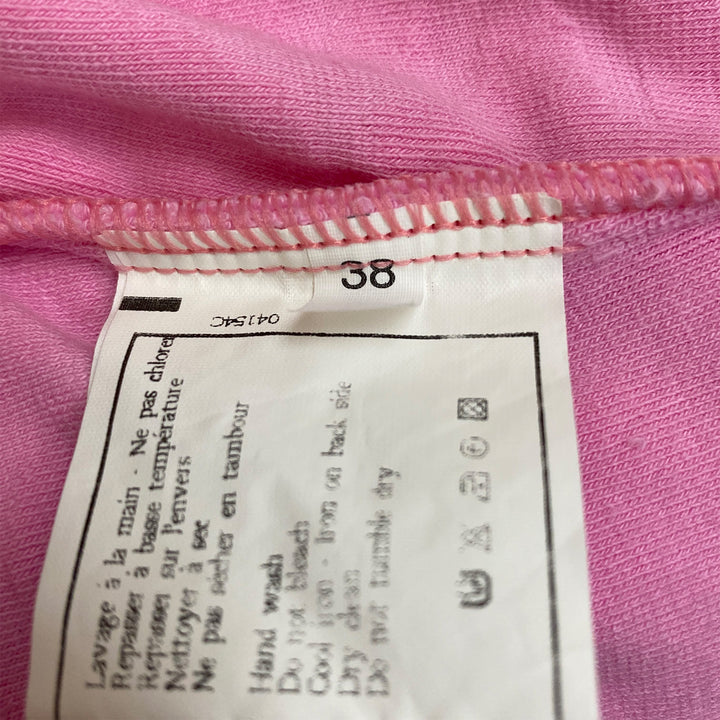 38
04154C
Lavage à la main - Ne pas chlorer
Repasser à basse température
Repasser sur l'envers
Nettoyer à sec
Ne pas sécher en tambour
Hand wash
Do not bleach
Cool iron - Iron on back side
Dry clean
Do not tumble dry